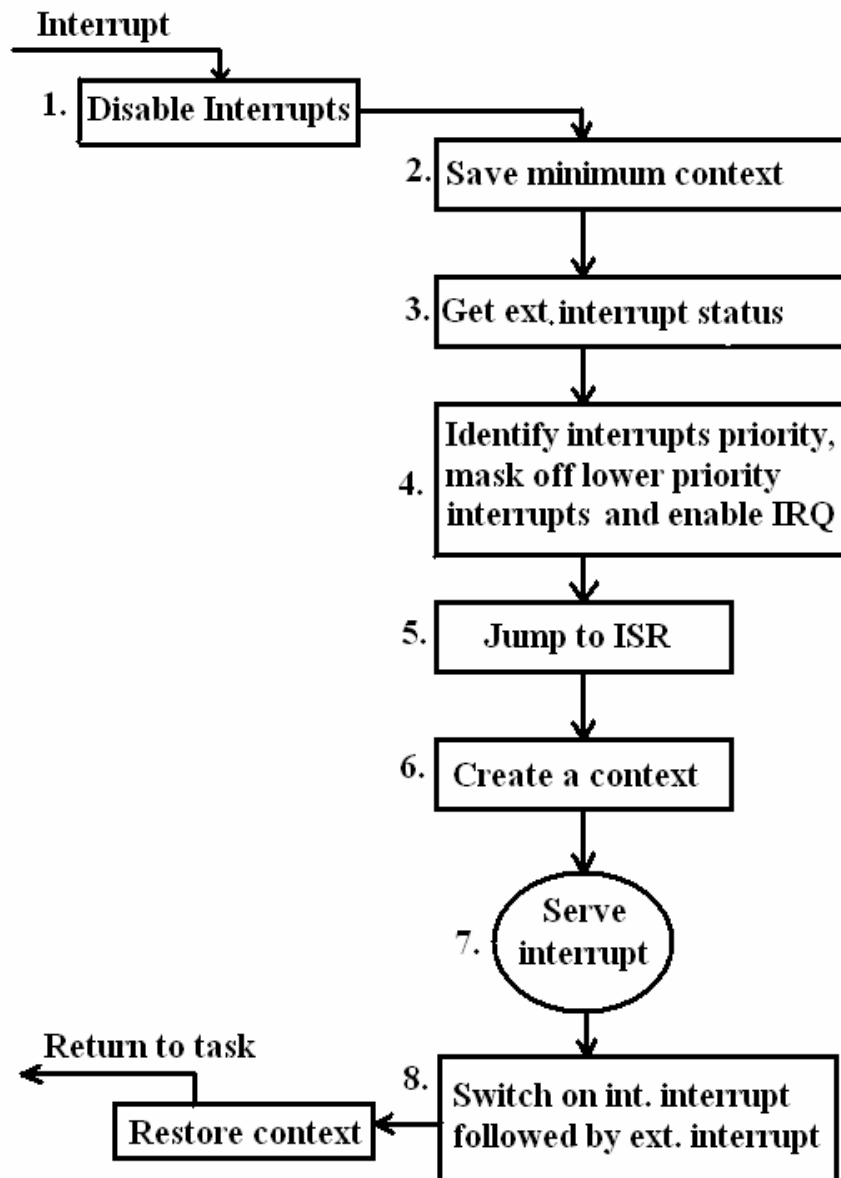 Interrupt
1. Disable Interrupts
2. Save minimum context
3. Get ext. interrupt status
4. Identify interrupts priority,
mask off lower priority
interrupts and enable IRQ
5. Jump to ISR
6. Create a context
7. Serve
interrupt
8. Switch on int. interrupt
followed by ext. interrupt
Restore context
Return to task